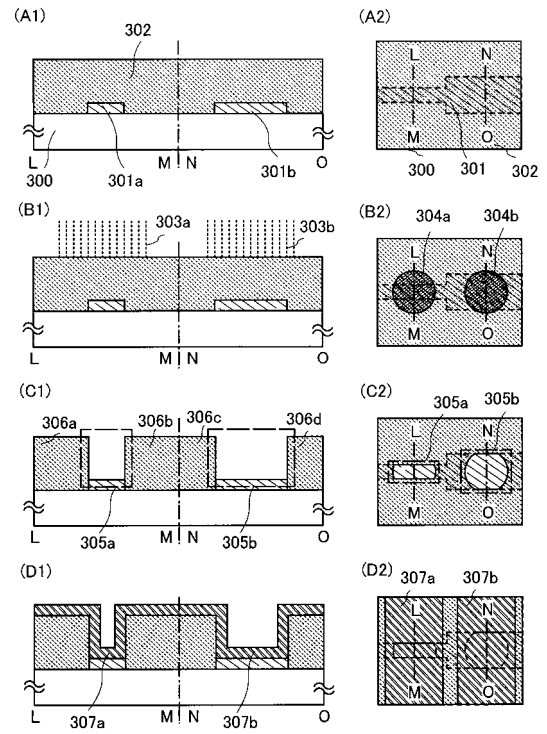 (A1)
302
L
300
301a
M
N
301b
O
(A2)
L
N
M
O
300
301
302
(B1)
303a
303b
L
M
N
O
(B2)
304a
304b
L
N
M
O
(C1)
306a
306b
306c
306d
305a
305b
L
M
N
O
(C2)
305a
305b
L
N
M
O
(D1)
307a
307b
L
M
N
O
(D2)
307a
307b
L
N
M
O